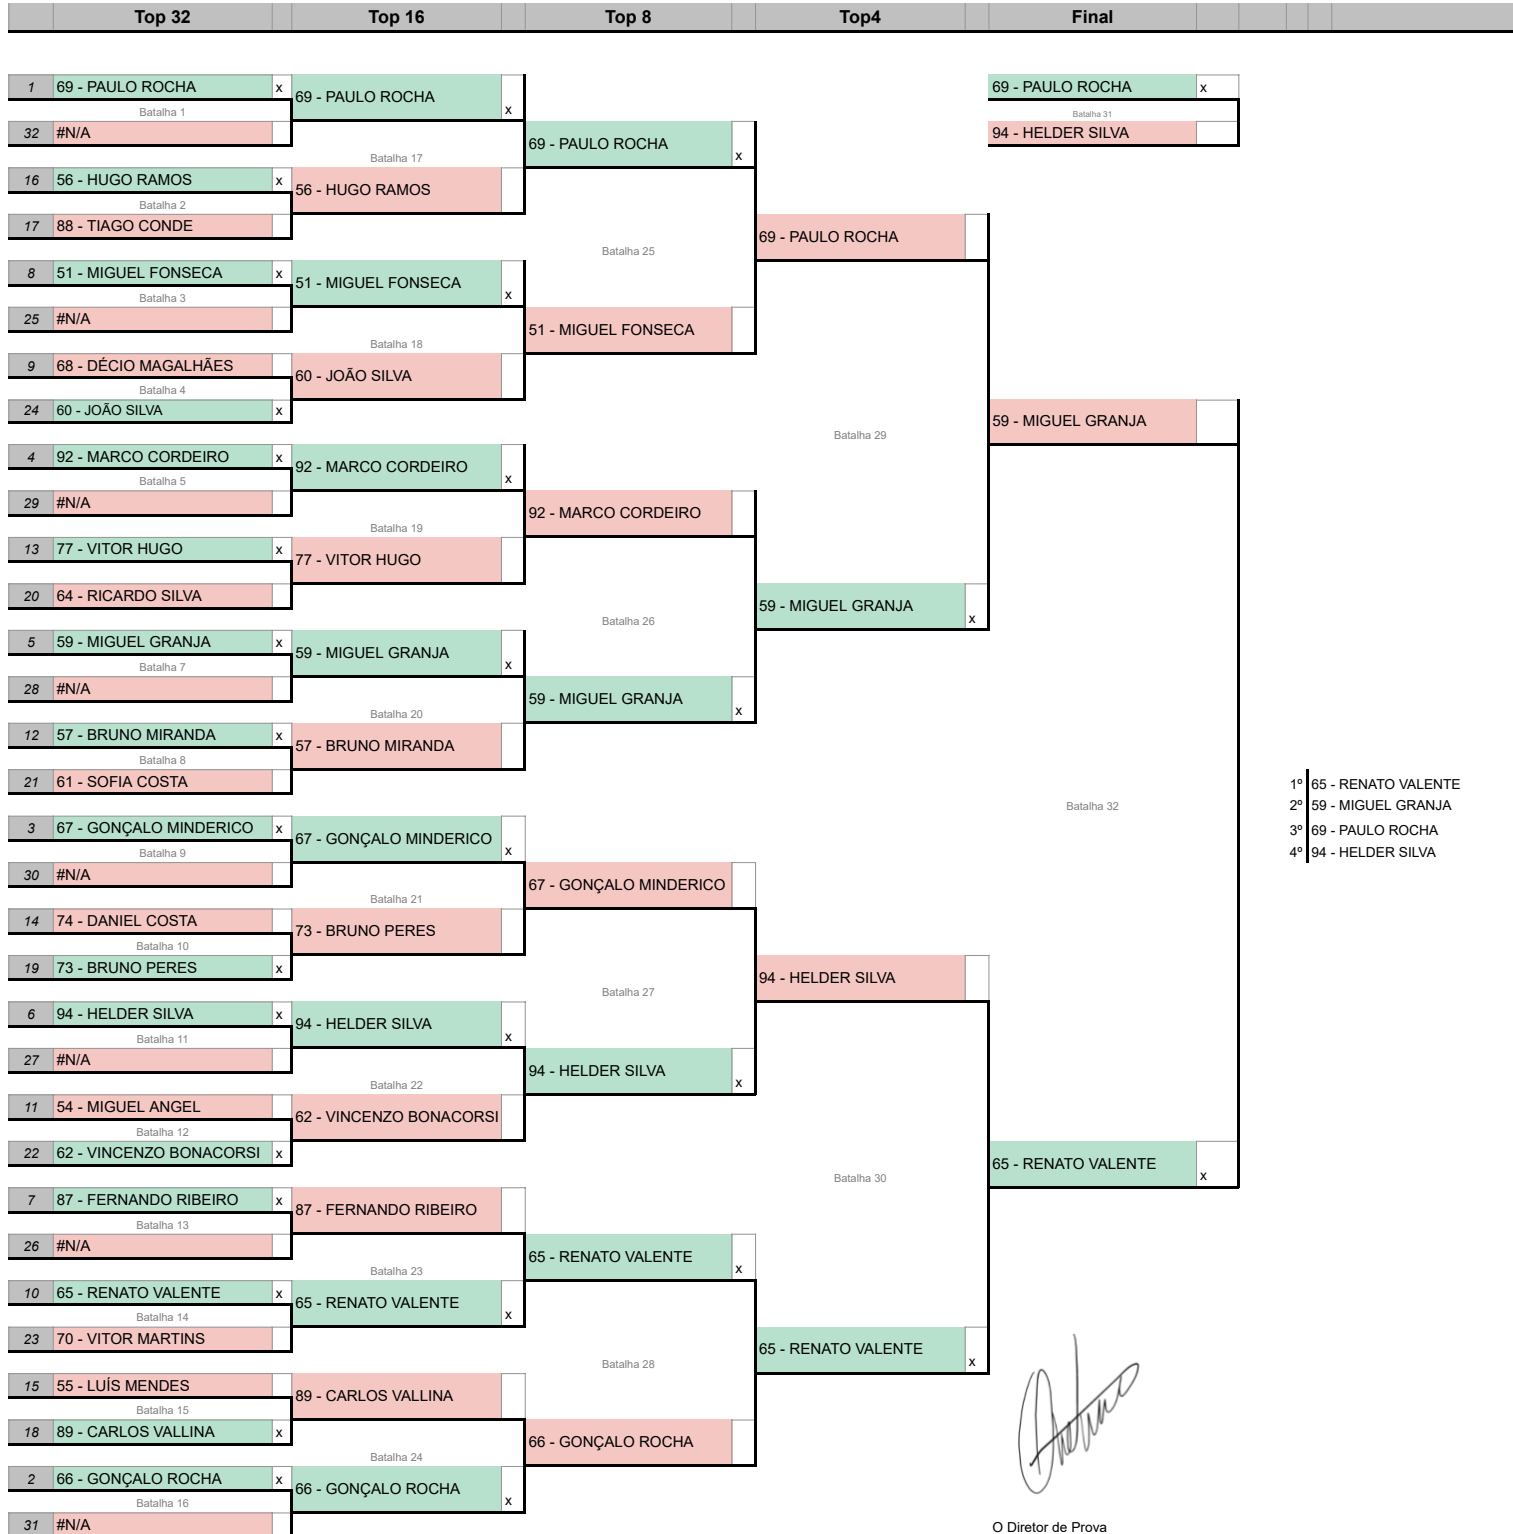 Top 32 Top 16 Top 8 Top4 Final
1 69 - PAULO ROCHA x
Batalha 1
32 #N/A
16 56 - HUGO RAMOS x
Batalha 2
17 88 - TIAGO CONDE
8 51 - MIGUEL FONSECA x
Batalha 3
25 #N/A
9 68 - DÉCIO MAGALHÃES
Batalha 4
24 60 - JOÃO SILVA x
4 92 - MARCO CORDEIRO x
Batalha 5
29 #N/A
13 77 - VITOR HUGO x
20 64 - RICARDO SILVA
5 59 - MIGUEL GRANJA x
Batalha 7
28 #N/A
12 57 - BRUNO MIRANDA x
Batalha 8
21 61 - SOFIA COSTA
3 67 - GONÇALO MINDERICO x
Batalha 9
30 #N/A
14 74 - DANIEL COSTA
Batalha 10
19 73 - BRUNO PERES x
6 94 - HELDER SILVA x
Batalha 11
27 #N/A
11 54 - MIGUEL ANGEL
Batalha 12
22 62 - VINCENZO BONACORSI x
7 87 - FERNANDO RIBEIRO x
Batalha 13
26 #N/A
10 65 - RENATO VALENTE x
Batalha 14
23 70 - VITOR MARTINS
15 55 - LUÍS MENDES
Batalha 15
18 89 - CARLOS VALLINA x
2 66 - GONÇALO ROCHA x
Batalha 16
31 #N/A
69 - PAULO ROCHA x
Batalha 17
56 - HUGO RAMOS
51 - MIGUEL FONSECA x
Batalha 18
60 - JOÃO SILVA
92 - MARCO CORDEIRO x
Batalha 19
77 - VITOR HUGO
59 - MIGUEL GRANJA x
Batalha 20
57 - BRUNO MIRANDA
67 - GONÇALO MINDERICO x
Batalha 21
73 - BRUNO PERES
94 - HELDER SILVA x
Batalha 22
62 - VINCENZO BONACORSI
87 - FERNANDO RIBEIRO
Batalha 23
65 - RENATO VALENTE x
89 - CARLOS VALLINA
Batalha 24
66 - GONÇALO ROCHA x
69 - PAULO ROCHA x
Batalha 25
51 - MIGUEL FONSECA
92 - MARCO CORDEIRO
Batalha 26
59 - MIGUEL GRANJA x
67 - GONÇALO MINDERICO
Batalha 27
94 - HELDER SILVA x
65 - RENATO VALENTE x
Batalha 28
66 - GONÇALO ROCHA
69 - PAULO ROCHA
Batalha 29
59 - MIGUEL GRANJA x
94 - HELDER SILVA
Batalha 30
65 - RENATO VALENTE x
69 - PAULO ROCHA x
Batalha 31
94 - HELDER SILVA
59 - MIGUEL GRANJA
Batalha 32
65 - RENATO VALENTE x
1º 65 - RENATO VALENTE
2º 59 - MIGUEL GRANJA
3º 69 - PAULO ROCHA
4º 94 - HELDER SILVA
O Diretor de Prova